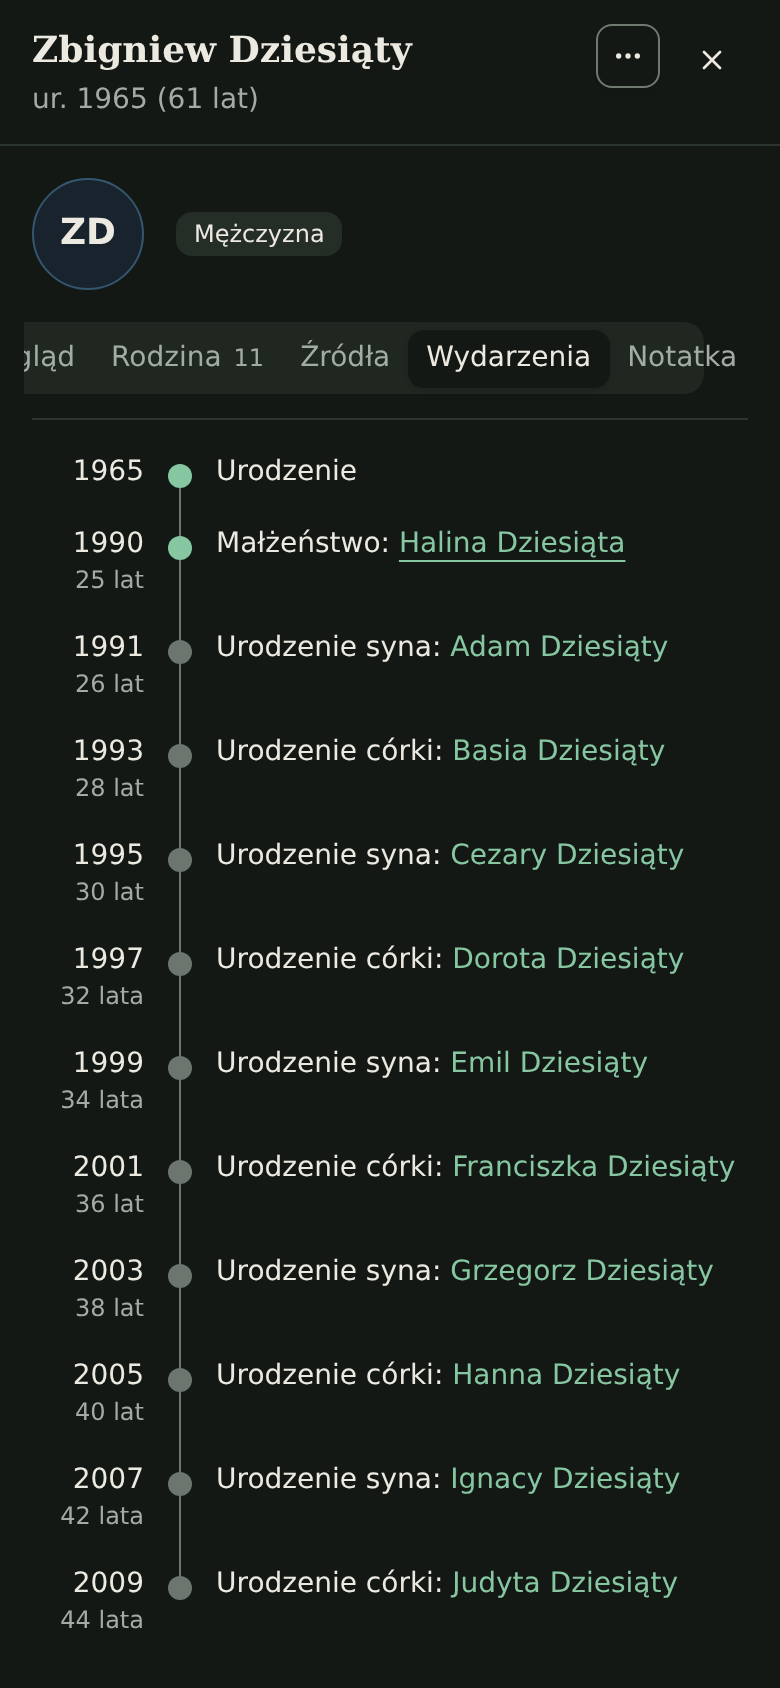 Zbigniew Dziesiąty
ur. 1965 (61 lat)
ZD
Mężczyzna
gląd Rodzina 11 Źródła Wydarzenia Notatka
1965 Urodzenie
1990 Małżeństwo: Halina Dziesiąta
25 lat
1991 Urodzenie syna: Adam Dziesiąty
26 lat
1993 Urodzenie córki: Basia Dziesiąty
28 lat
1995 Urodzenie syna: Cezary Dziesiąty
30 lat
1997 Urodzenie córki: Dorota Dziesiąty
32 lata
1999 Urodzenie syna: Emil Dziesiąty
34 lata
2001 Urodzenie córki: Franciszka Dziesiąty
36 lat
2003 Urodzenie syna: Grzegorz Dziesiąty
38 lat
2005 Urodzenie córki: Hanna Dziesiąty
40 lat
2007 Urodzenie syna: Ignacy Dziesiąty
42 lata
2009 Urodzenie córki: Judyta Dziesiąty
44 lata